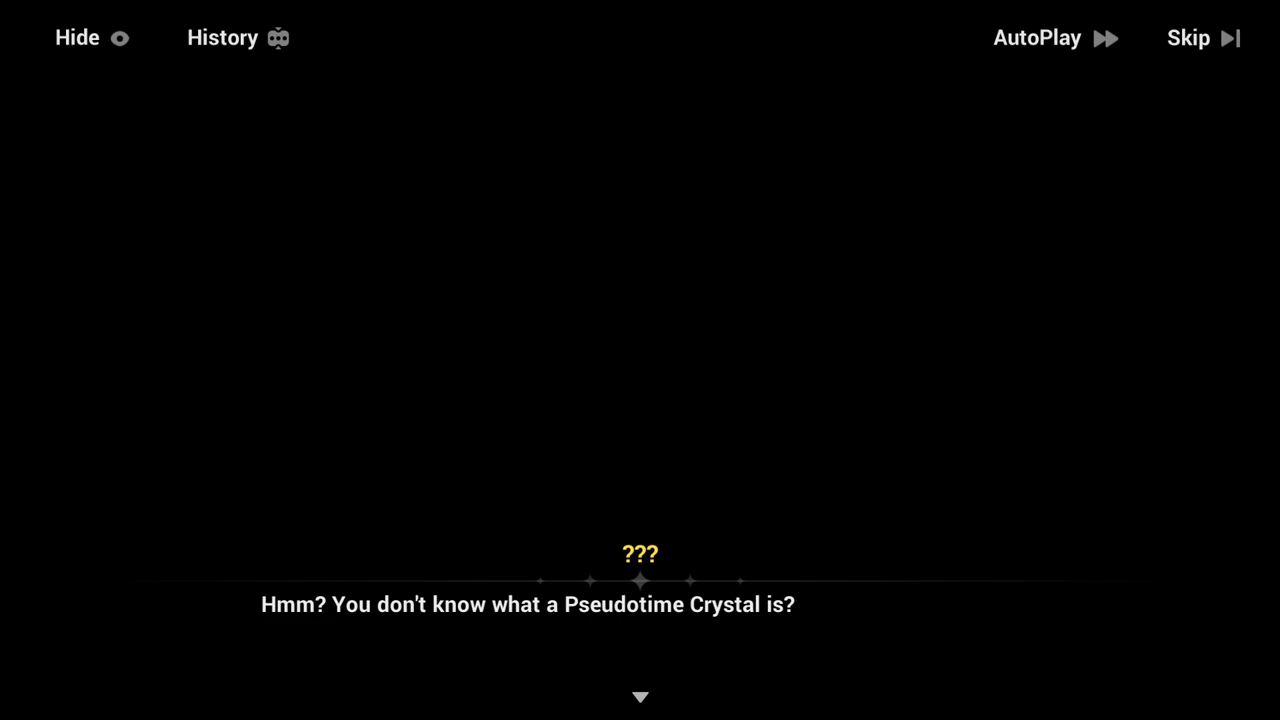 Hide
History
AutoPlay
Skip
???
Hmm? You don't know what a Pseudotime Crystal is?